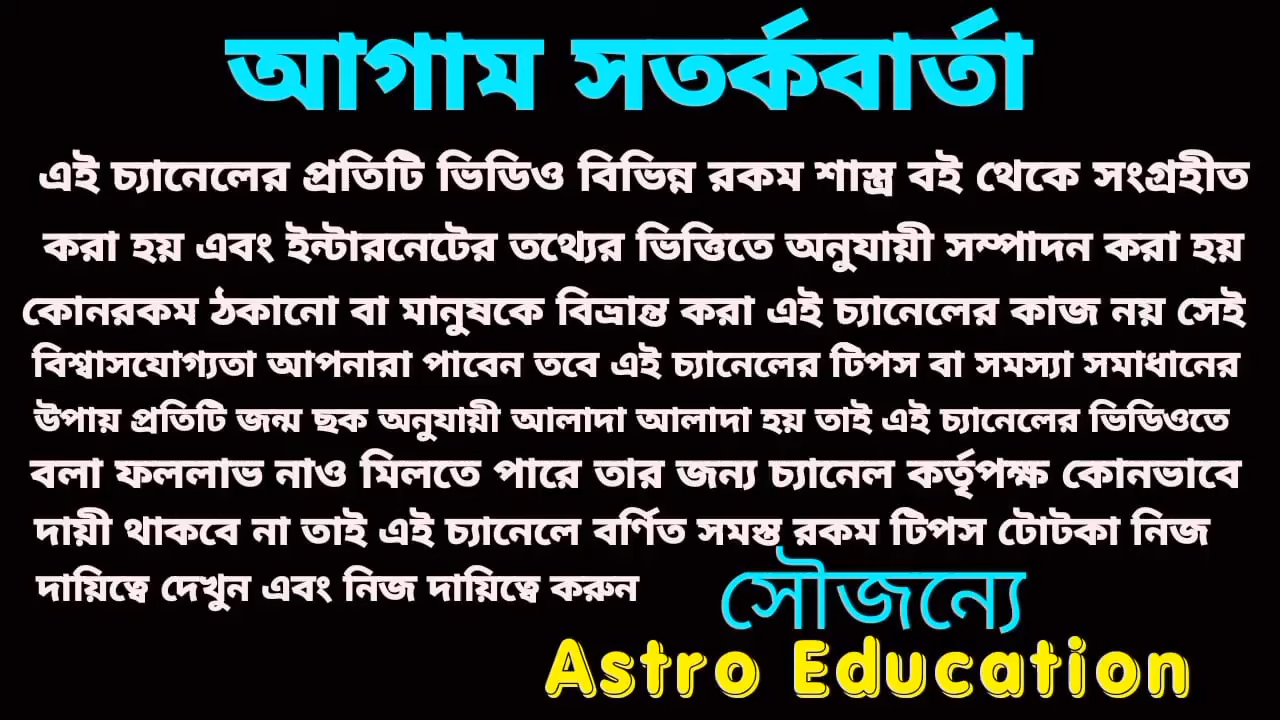 আগাম সতর্কবার্তা
এই চ্যানেলের প্রতিটি ভিডিও বিভিন্ন রকম শাস্ত্র বই থেকে সংগ্রহীত
করা হয় এবং ইন্টারনেটের তথ্যের ভিত্তিতে অনুযায়ী সম্পাদন করা হয়
কোনরকম ঠকানো বা মানুষকে বিভ্রান্ত করা এই চ্যানেলের কাজ নয় সেই
বিশ্বাসযোগ্যতা আপনারা পাবেন তবে এই চ্যানেলের টিপস বা সমস্যা সমাধানের
উপায় প্রতিটি জন্ম ছক অনুযায়ী আলাদা আলাদা হয় তাই এই চ্যানেলের ভিডিওতে
বলা ফললাভ নাও মিলতে পারে তার জন্য চ্যানেল কর্তৃপক্ষ কোনভাবে
দায়ী থাকবে না তাই এই চ্যানেলে বর্ণিত সমস্ত রকম টিপস টোটকা নিজ
দায়িত্বে দেখুন এবং নিজ দায়িত্বে করুন
সৌজন্যে
Astro Education